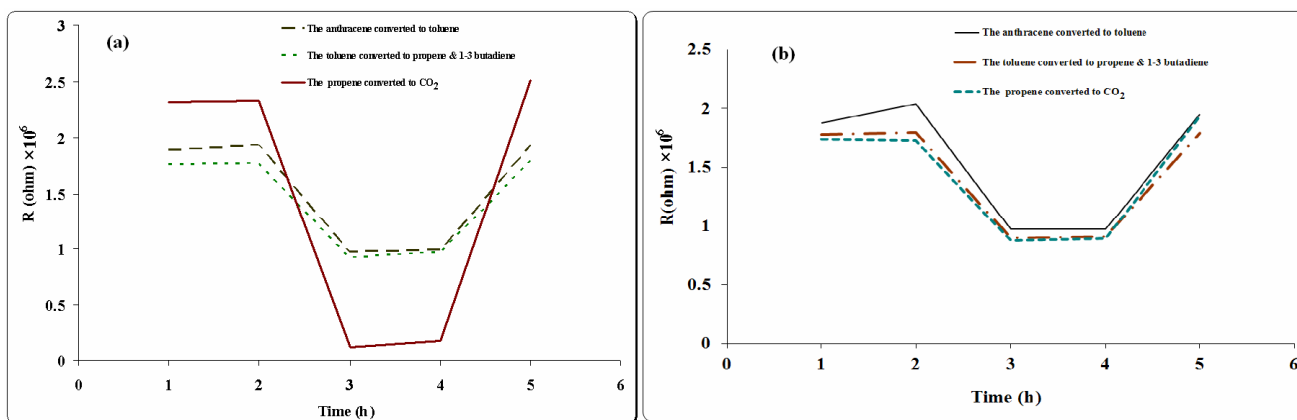 (a)
The anthracene converted to toluene
The toluene converted to propene & 1-3 butadiene
The propene converted to CO2
R (ohm) ×10^6
3
2.5
2
1.5
1
0.5
0
0 1 2 3 4 5 6
Time (h)
(b)
The anthracene converted to toluene
The toluene converted to propene & 1-3 butadiene
The propene converted to CO2
R(ohm) ×10^6
2.5
2
1.5
1
0.5
0
0 1 2 3 4 5 6
Time (h)